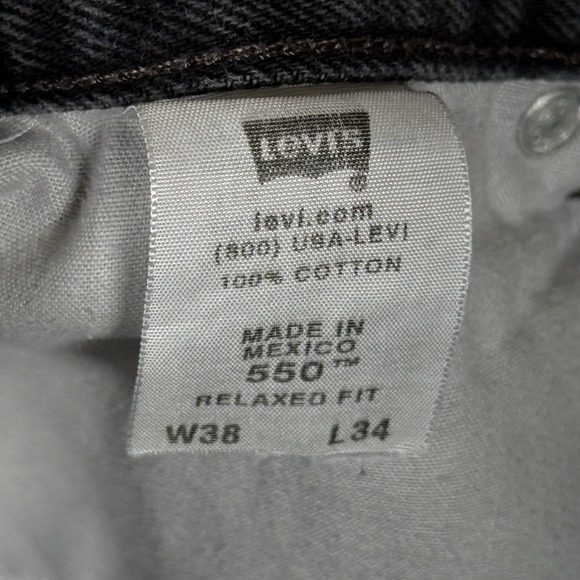 LEVI'S
®
levi.com
(800) USA-LEVI
100% COTTON
MADE IN
MEXICO
550™
RELAXED FIT
W38 L34